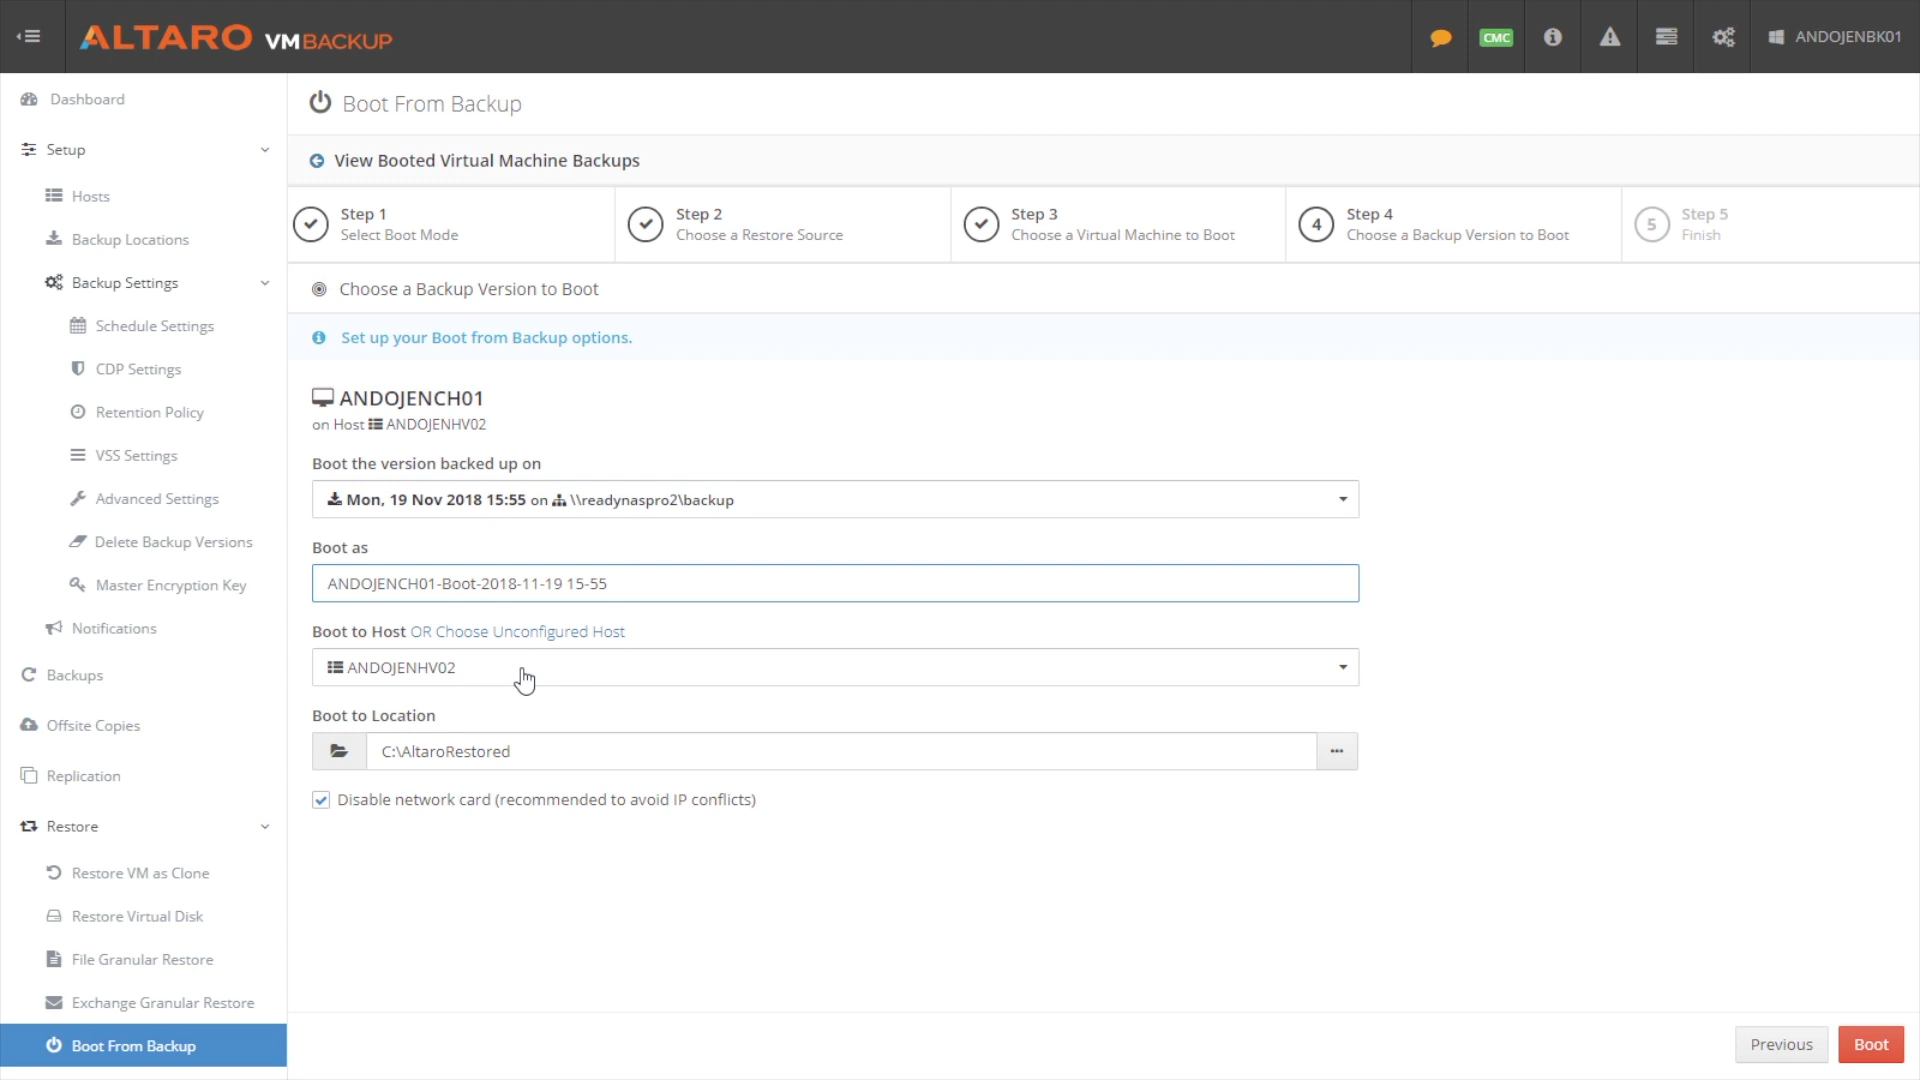 ALTARO VMBACKUP
CMC
ANDOJENBK01
Dashboard
Setup
Hosts
Backup Locations
Backup Settings
Schedule Settings
CDP Settings
Retention Policy
VSS Settings
Advanced Settings
Delete Backup Versions
Master Encryption Key
Notifications
Backups
Offsite Copies
Replication
Restore
Restore VM as Clone
Restore Virtual Disk
File Granular Restore
Exchange Granular Restore
Boot From Backup
Boot From Backup
View Booted Virtual Machine Backups
Step 1
Select Boot Mode
Step 2
Choose a Restore Source
Step 3
Choose a Virtual Machine to Boot
4
Step 4
Choose a Backup Version to Boot
5
Step 5
Finish
Choose a Backup Version to Boot
Set up your Boot from Backup options.
ANDOJENCH01
on Host ANDOJENHV02
Boot the version backed up on
Mon, 19 Nov 2018 15:55 on \\readynaspro2\backup
Boot as
ANDOJENCH01-Boot-2018-11-19 15-55
Boot to Host OR Choose Unconfigured Host
ANDOJENHV02
Boot to Location
C:\AltaroRestored
Disable network card (recommended to avoid IP conflicts)
Previous
Boot